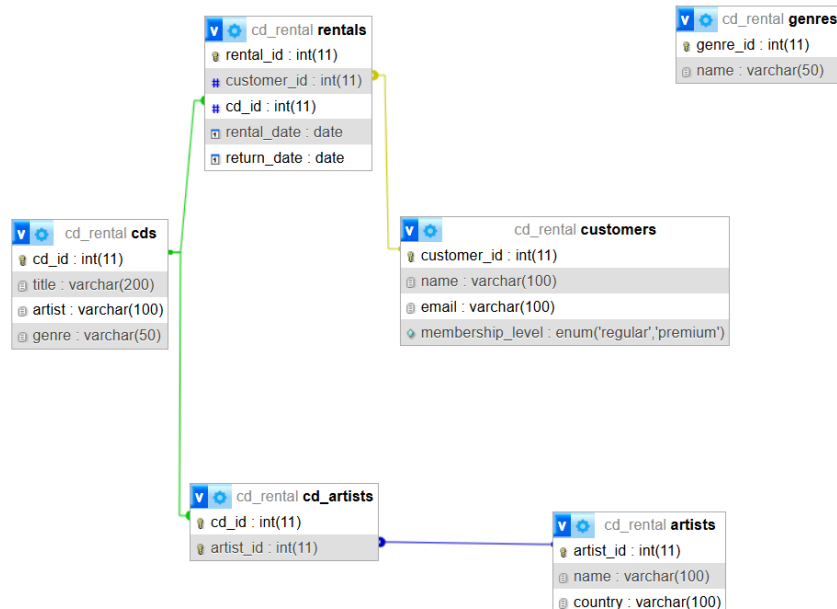 cd_rental rentals
rental_id : int(11)
# customer_id : int(11)
# cd_id : int(11)
rental_date : date
return_date : date
cd_rental genres
genre_id : int(11)
name : varchar(50)
cd_rental cds
cd_id : int(11)
title : varchar(200)
artist : varchar(100)
genre : varchar(50)
cd_rental customers
customer_id : int(11)
name : varchar(100)
email : varchar(100)
membership_level : enum('regular','premium')
cd_rental cd_artists
cd_id : int(11)
artist_id : int(11)
cd_rental artists
artist_id : int(11)
name : varchar(100)
country : varchar(100)